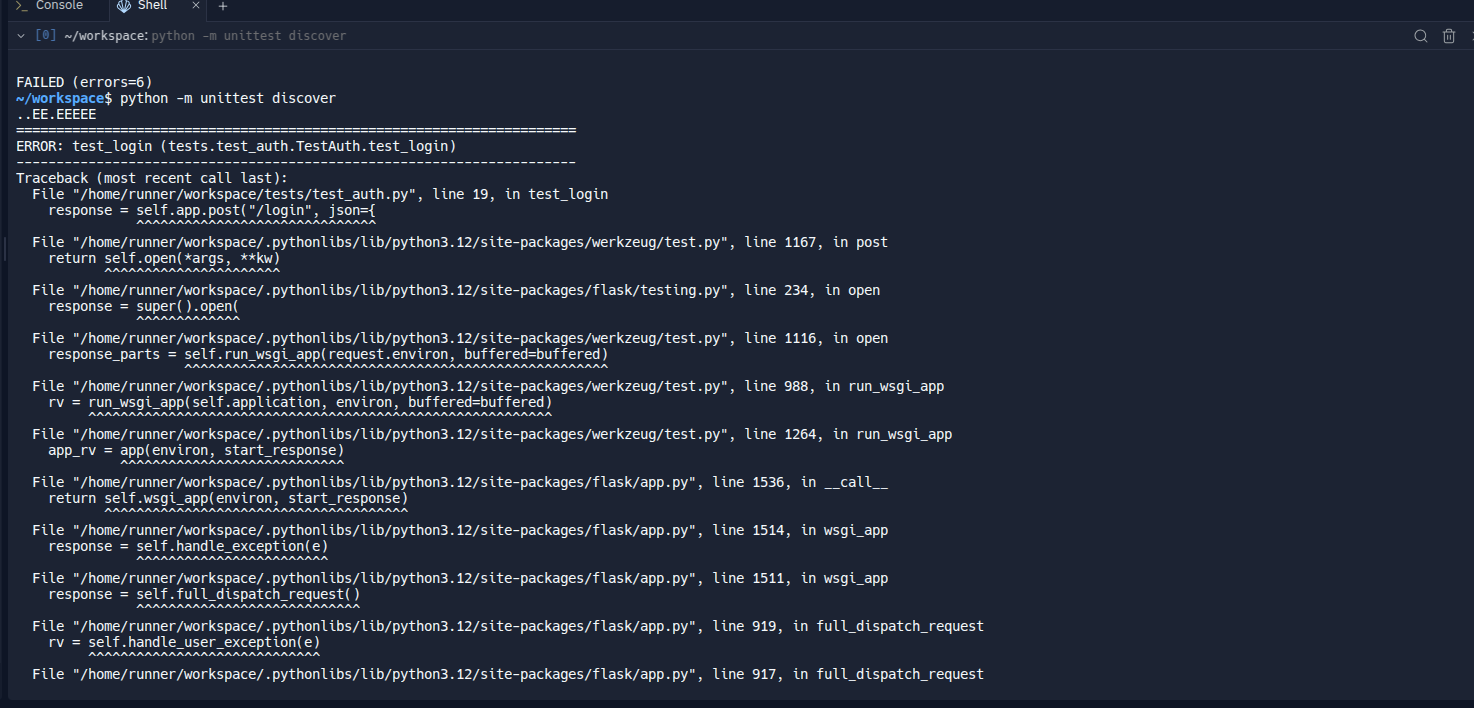 Console
Shell × +
[0] ~/workspace: python -m unittest discover
FAILED (errors=6)
~/workspace$ python -m unittest discover
..EE.EEEEE
======================================================================
ERROR: test_login (tests.test_auth.TestAuth.test_login)
----------------------------------------------------------------------
Traceback (most recent call last):
  File "/home/runner/workspace/tests/test_auth.py", line 19, in test_login
    response = self.app.post("/login", json={
               ^^^^^^^^^^^^^^^^^^^^^^^^^^^^^^
  File "/home/runner/workspace/.pythonlibs/lib/python3.12/site-packages/werkzeug/test.py", line 1167, in post
    return self.open(*args, **kw)
           ^^^^^^^^^^^^^^^^^^^^^^
  File "/home/runner/workspace/.pythonlibs/lib/python3.12/site-packages/flask/testing.py", line 234, in open
    response = super().open(
               ^^^^^^^^^^^^^
  File "/home/runner/workspace/.pythonlibs/lib/python3.12/site-packages/werkzeug/test.py", line 1116, in open
    response_parts = self.run_wsgi_app(request.environ, buffered=buffered)
                     ^^^^^^^^^^^^^^^^^^^^^^^^^^^^^^^^^^^^^^^^^^^^^^^^^^^^^
  File "/home/runner/workspace/.pythonlibs/lib/python3.12/site-packages/werkzeug/test.py", line 988, in run_wsgi_app
    rv = run_wsgi_app(self.application, environ, buffered=buffered)
         ^^^^^^^^^^^^^^^^^^^^^^^^^^^^^^^^^^^^^^^^^^^^^^^^^^^^^^^^^^
  File "/home/runner/workspace/.pythonlibs/lib/python3.12/site-packages/werkzeug/test.py", line 1264, in run_wsgi_app
    app_rv = app(environ, start_response)
             ^^^^^^^^^^^^^^^^^^^^^^^^^^^^
  File "/home/runner/workspace/.pythonlibs/lib/python3.12/site-packages/flask/app.py", line 1536, in __call__
    return self.wsgi_app(environ, start_response)
           ^^^^^^^^^^^^^^^^^^^^^^^^^^^^^^^^^^^^^^
  File "/home/runner/workspace/.pythonlibs/lib/python3.12/site-packages/flask/app.py", line 1514, in wsgi_app
    response = self.handle_exception(e)
               ^^^^^^^^^^^^^^^^^^^^^^^^
  File "/home/runner/workspace/.pythonlibs/lib/python3.12/site-packages/flask/app.py", line 1511, in wsgi_app
    response = self.full_dispatch_request()
               ^^^^^^^^^^^^^^^^^^^^^^^^^^^^
  File "/home/runner/workspace/.pythonlibs/lib/python3.12/site-packages/flask/app.py", line 919, in full_dispatch_request
    rv = self.handle_user_exception(e)
         ^^^^^^^^^^^^^^^^^^^^^^^^^^^^^
  File "/home/runner/workspace/.pythonlibs/lib/python3.12/site-packages/flask/app.py", line 917, in full_dispatch_request